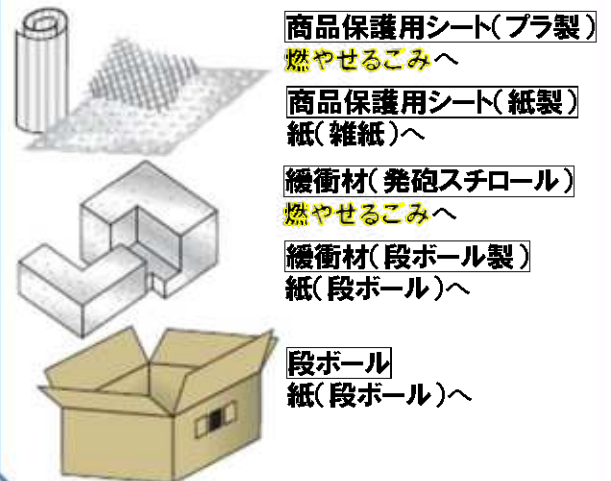 商品保護用シート(プラ製)
燃やせるごみへ
商品保護用シート(紙製)
紙(雑紙)へ
緩衝材(発砲スチロール)
燃やせるごみへ
緩衝材(段ボール製)
紙(段ボール)へ
段ボール
紙(段ボール)へ